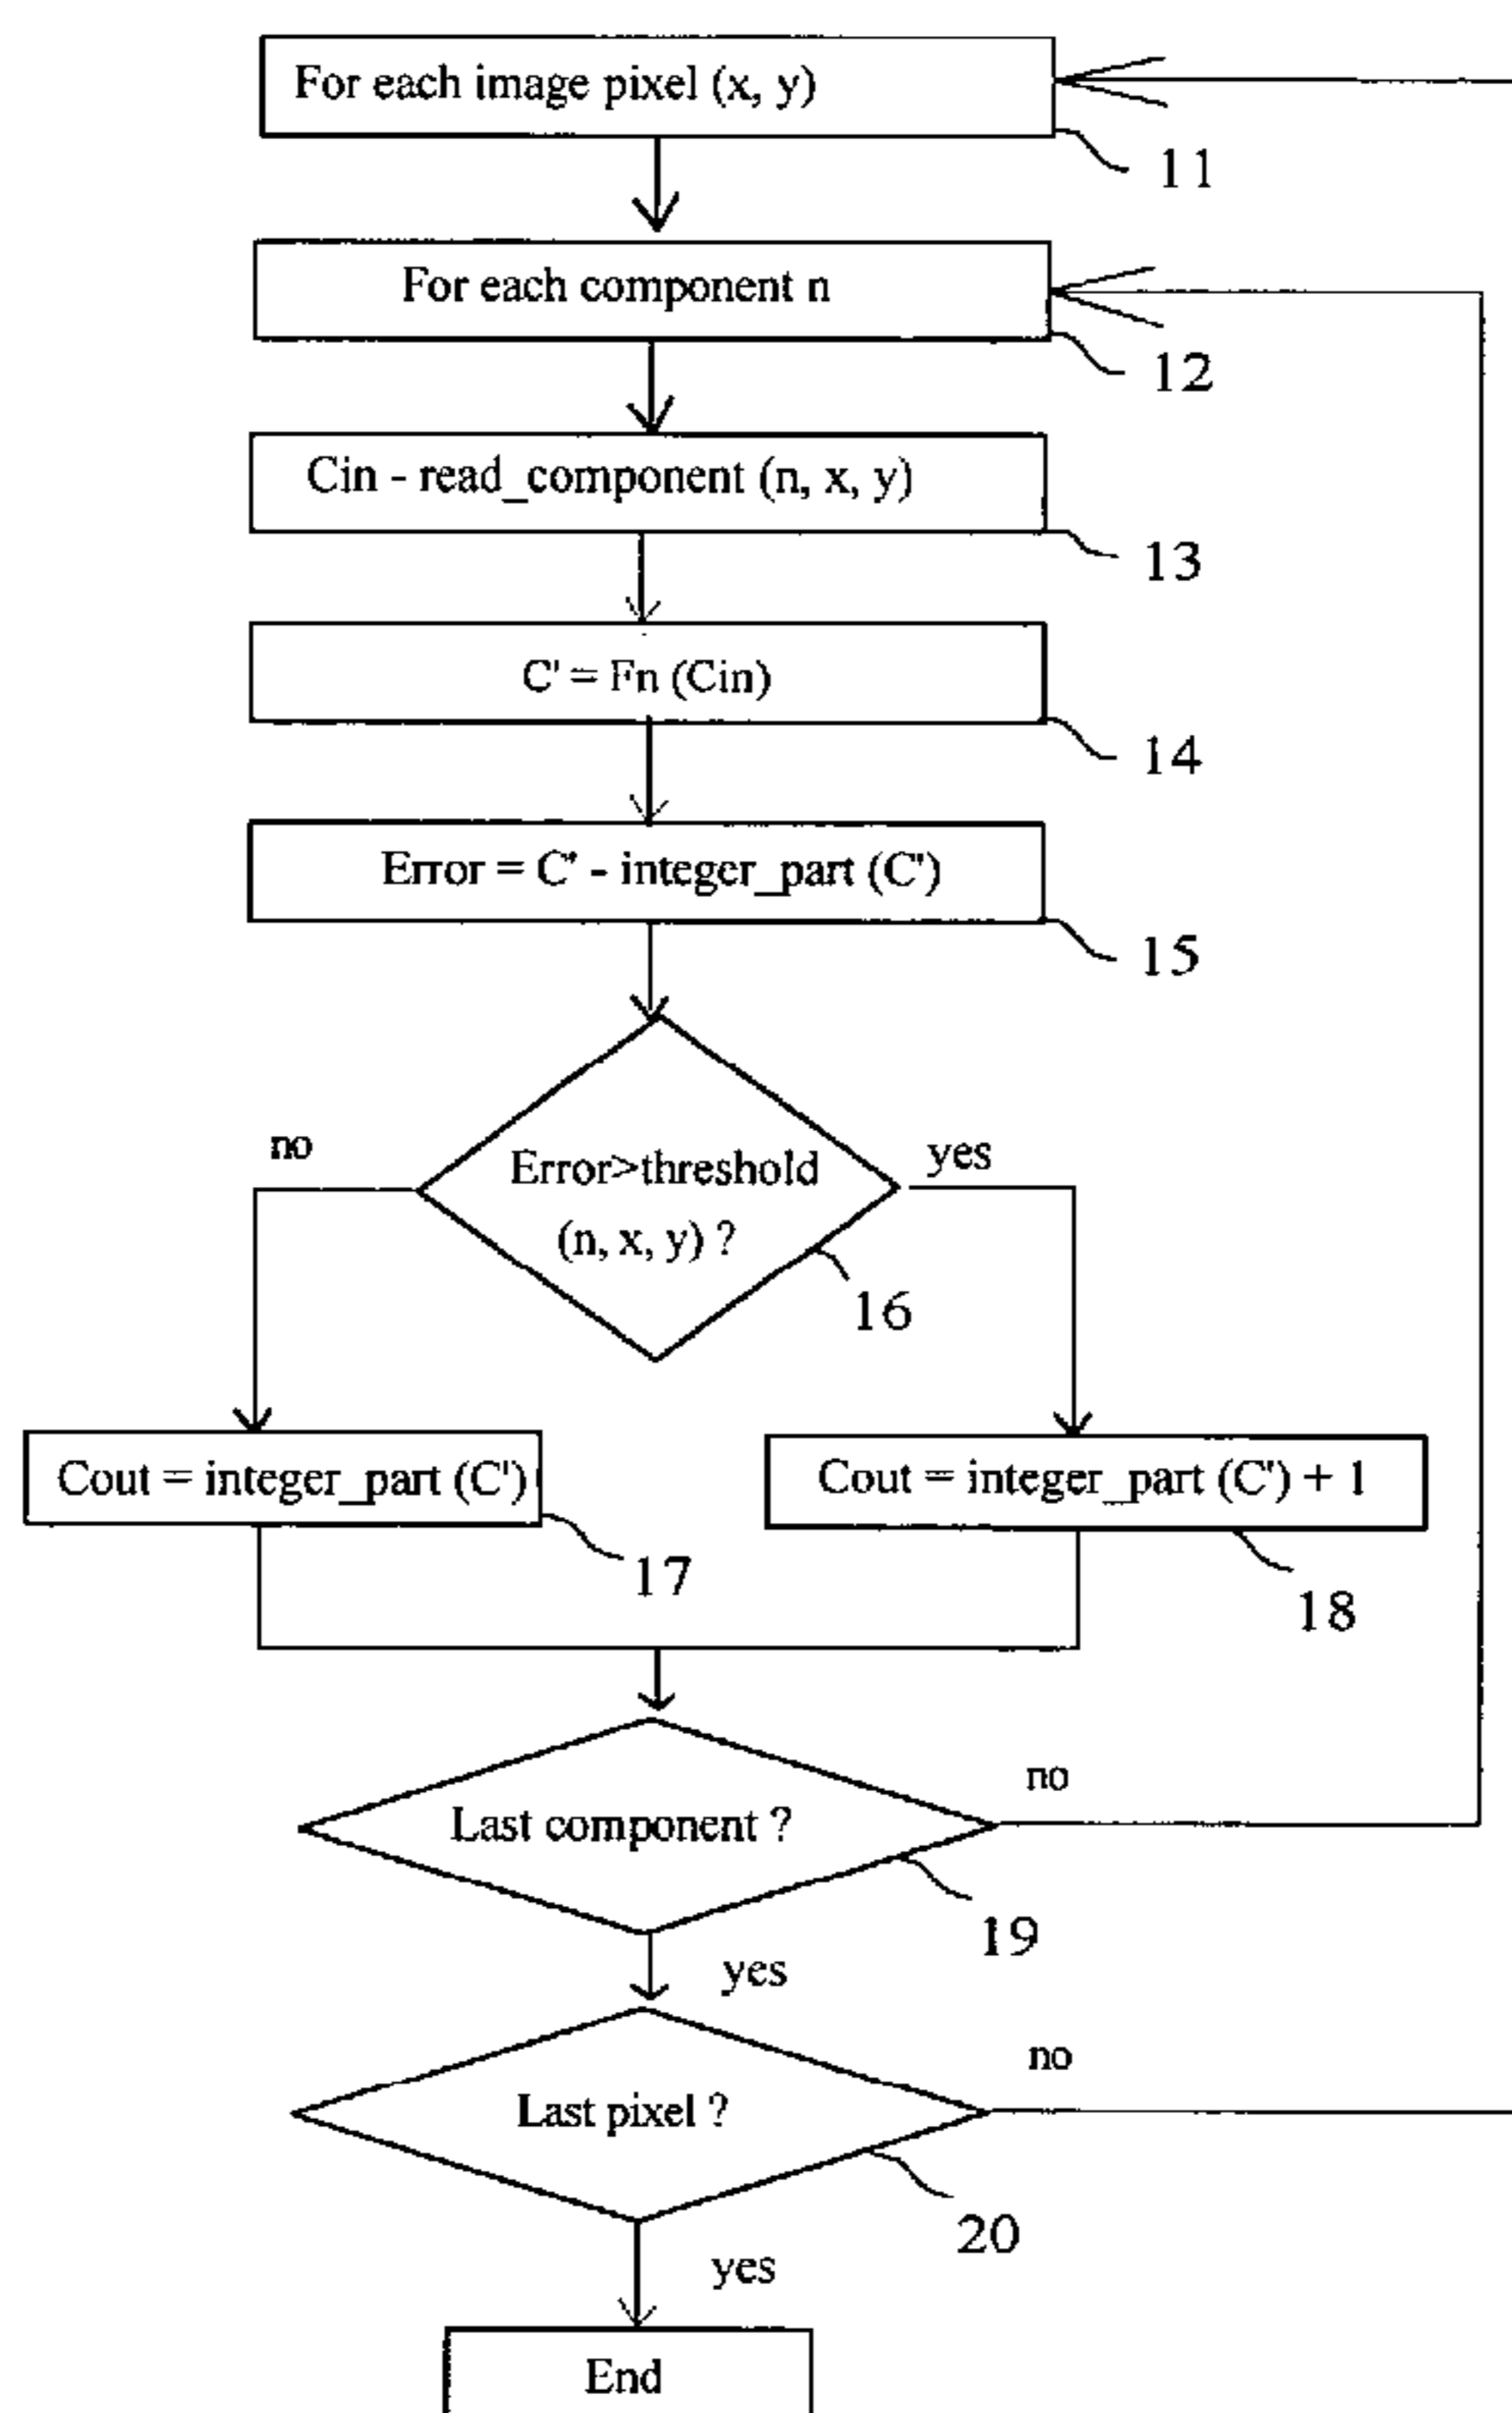 For each image pixel (x, y)
11
For each component n
12
Cin - read_component (n, x, y)
13
C' = Fn (Cin)
14
Error = C' - integer_part (C')
15
no
yes
Error>threshold
(n, x, y) ?
16
Cout = integer_part (C')
Cout = integer_part (C') + 1
17
18
Last component ?
no
19
yes
Last pixel ?
no
20
yes
End